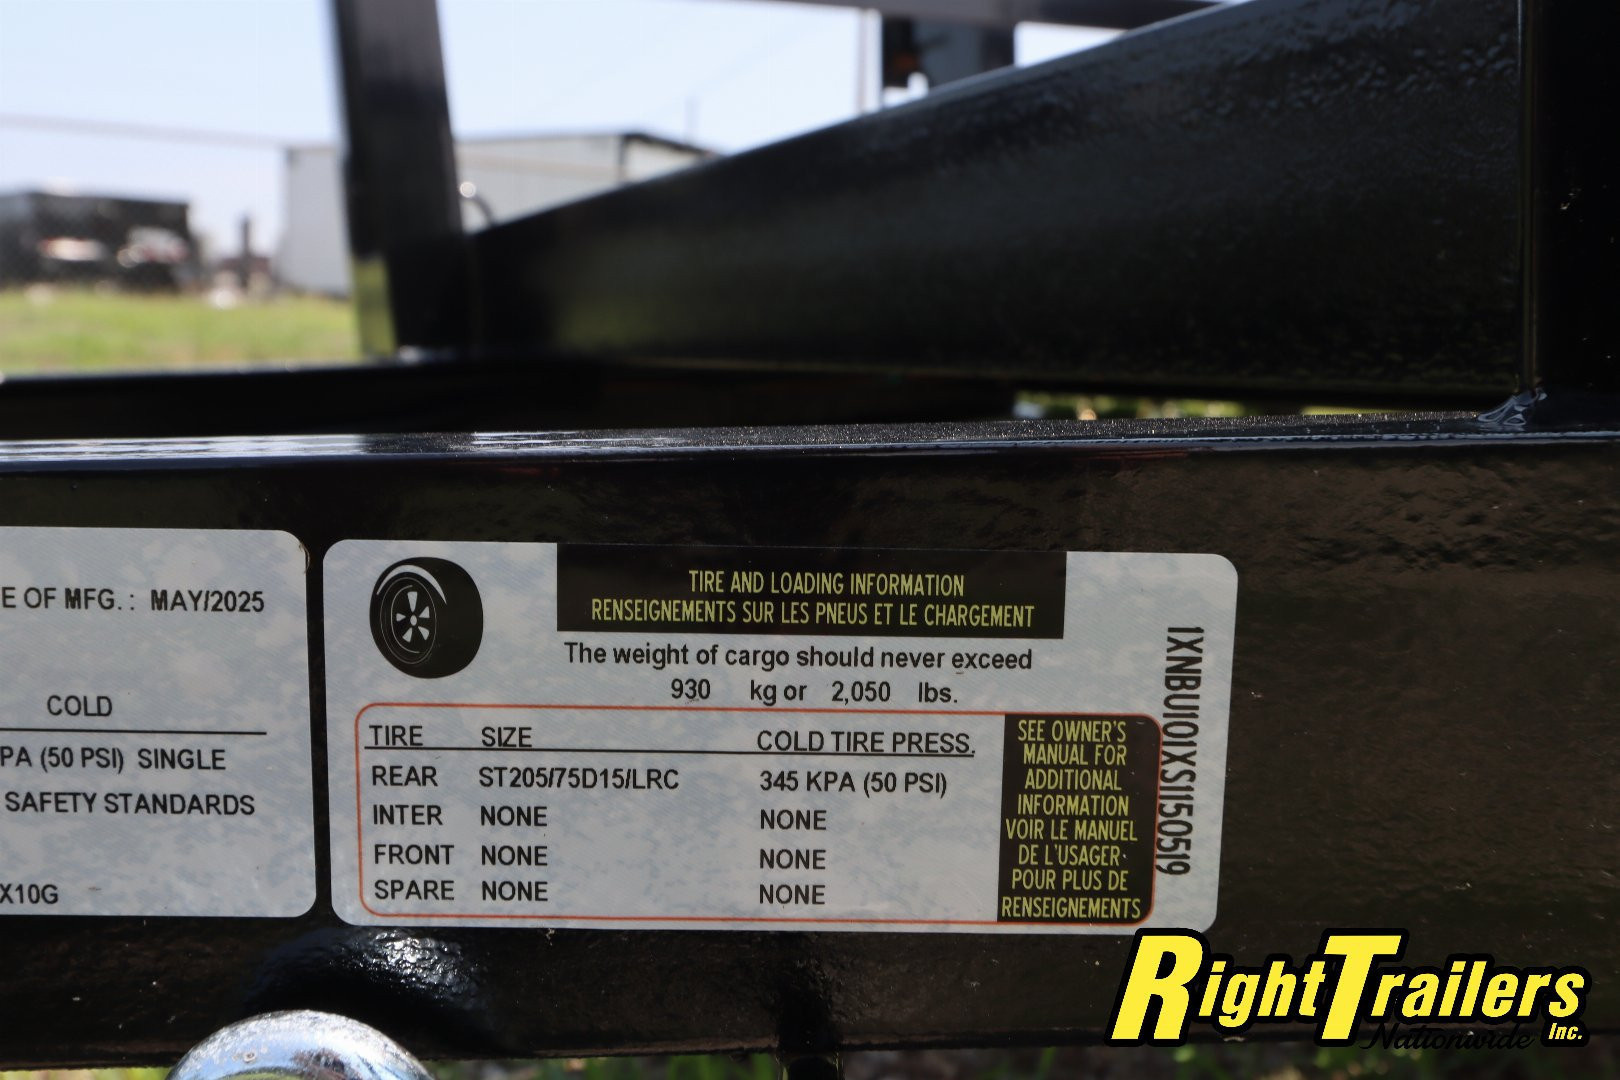 E OF MFG. : MAY/2025
COLD
PA (50 PSI) SINGLE
SAFETY STANDARDS
X10G
TIRE AND LOADING INFORMATION
RENSEIGNEMENTS SUR LES PNEUS ET LE CHARGEMENT
The weight of cargo should never exceed
930 kg or 2,050 lbs.
TIRE SIZE COLD TIRE PRESS.
REAR ST205/75D15/LRC 345 KPA (50 PSI)
INTER NONE NONE
FRONT NONE NONE
SPARE NONE NONE
SEE OWNER'S
MANUAL FOR
ADDITIONAL
INFORMATION
VOIR LE MANUEL
DE L'USAGER
POUR PLUS DE
RENSEIGNEMENTS
1XNBU101XS1150519
RightTrailers
Nationwide Inc.